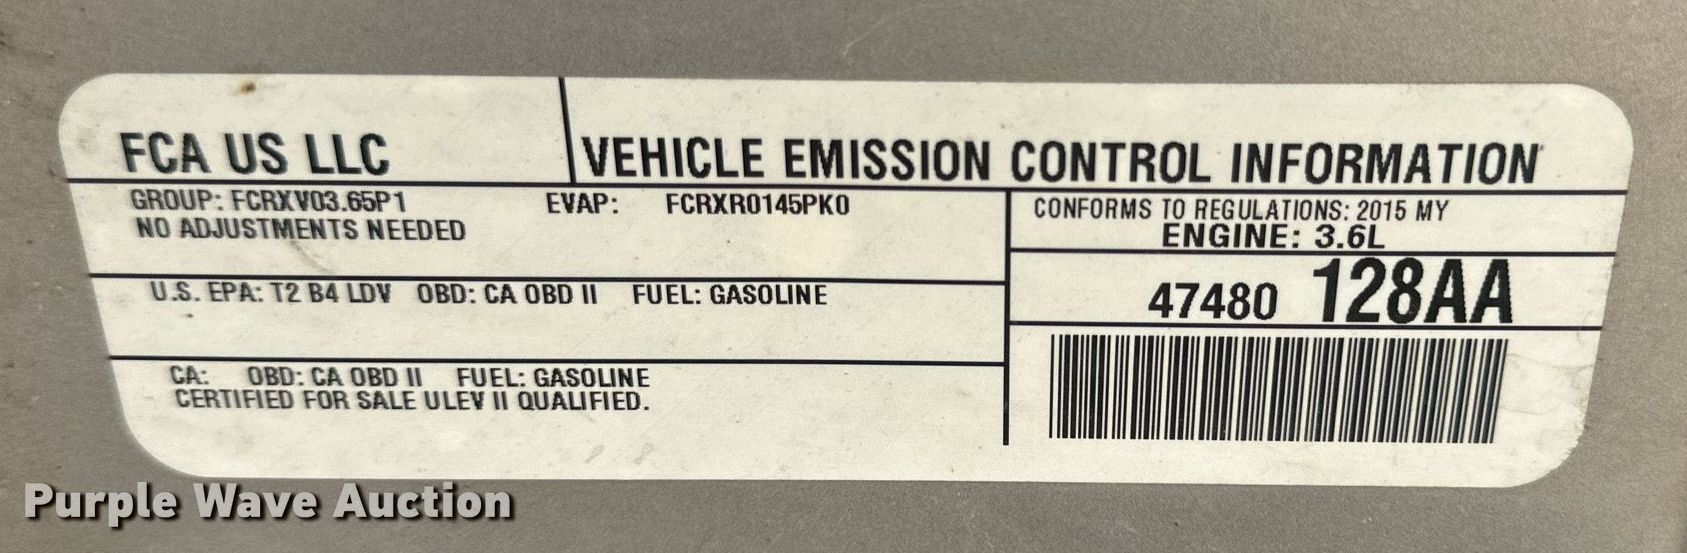 FCA US LLC
VEHICLE EMISSION CONTROL INFORMATION
GROUP: FCRXV03.65P1 EVAP: FCRXR0145PK0
NO ADJUSTMENTS NEEDED
CONFORMS TO REGULATIONS: 2015 MY
ENGINE: 3.6L
U.S. EPA: T2 B4 LDV OBD: CA OBD II FUEL: GASOLINE
47480 128AA
CA: OBD: CA OBD II FUEL: GASOLINE
CERTIFIED FOR SALE ULEV II QUALIFIED.
Purple Wave Auction